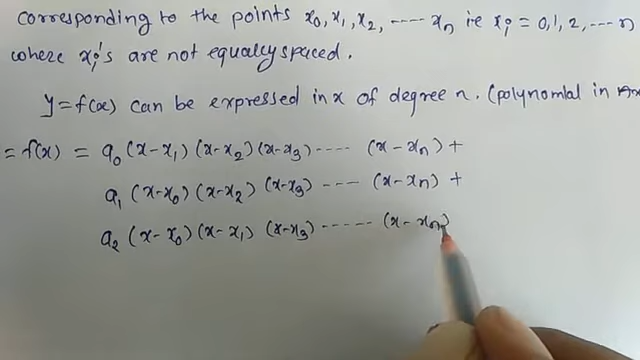 corresponding to the points x₀, x₁, x₂, ---- xₙ ie xᵢ = 0,1,2, --- n
where xᵢ's are not equally spaced.
y=f(x) can be expressed in x of degree n. (polynomial in
= f(x) = a₀ (x-x₁) (x-x₂) (x-x₃) ---- (x-xₙ) +
a₁ (x-x₀) (x-x₂) (x-x₃) ---- (x-xₙ) +
a₂ (x-x₀) (x-x₁) (x-x₃) ----- (x-xₙ)